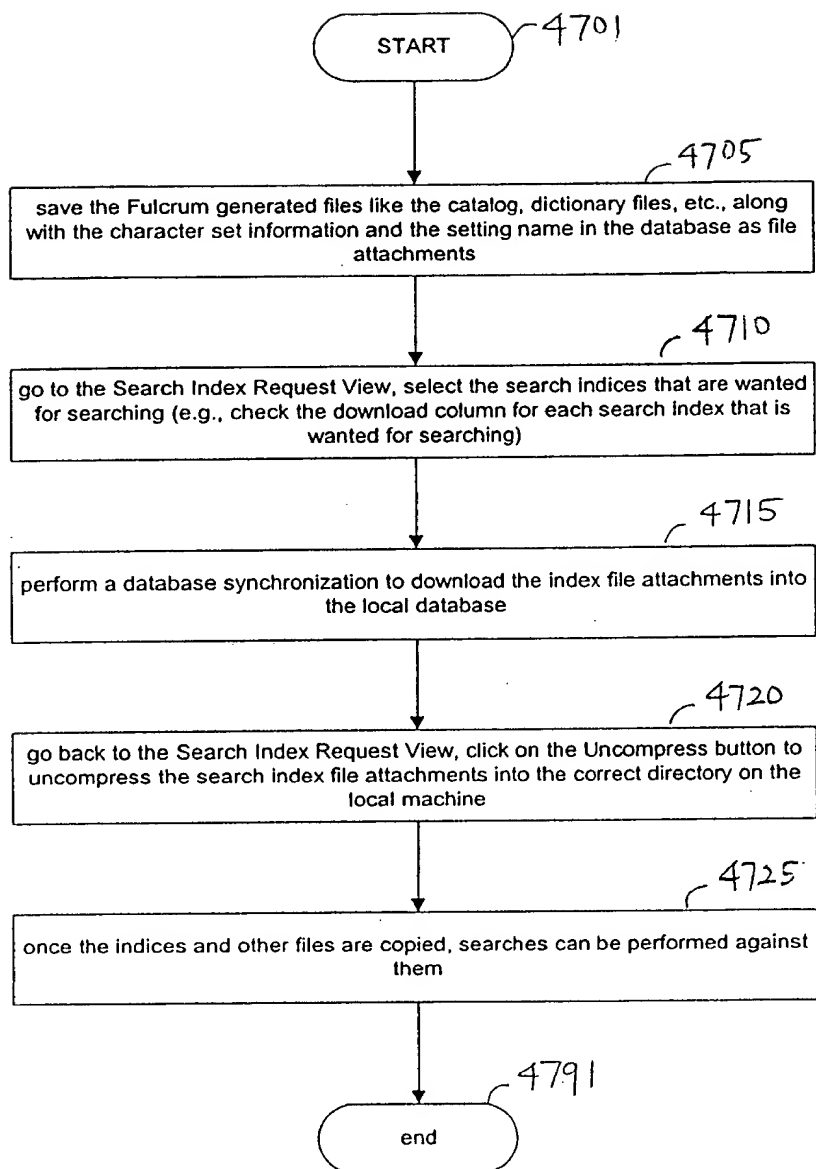 START
4701
4705
save the Fulcrum generated files like the catalog, dictionary files, etc., along
with the character set information and the setting name in the database as file
attachments
4710
go to the Search Index Request View, select the search indices that are wanted
for searching (e.g., check the download column for each search index that is
wanted for searching)
4715
perform a database synchronization to download the index file attachments into
the local database
4720
go back to the Search Index Request View, click on the Uncompress button to
uncompress the search index file attachments into the correct directory on the
local machine
4725
once the indices and other files are copied, searches can be performed against
them
4791
end